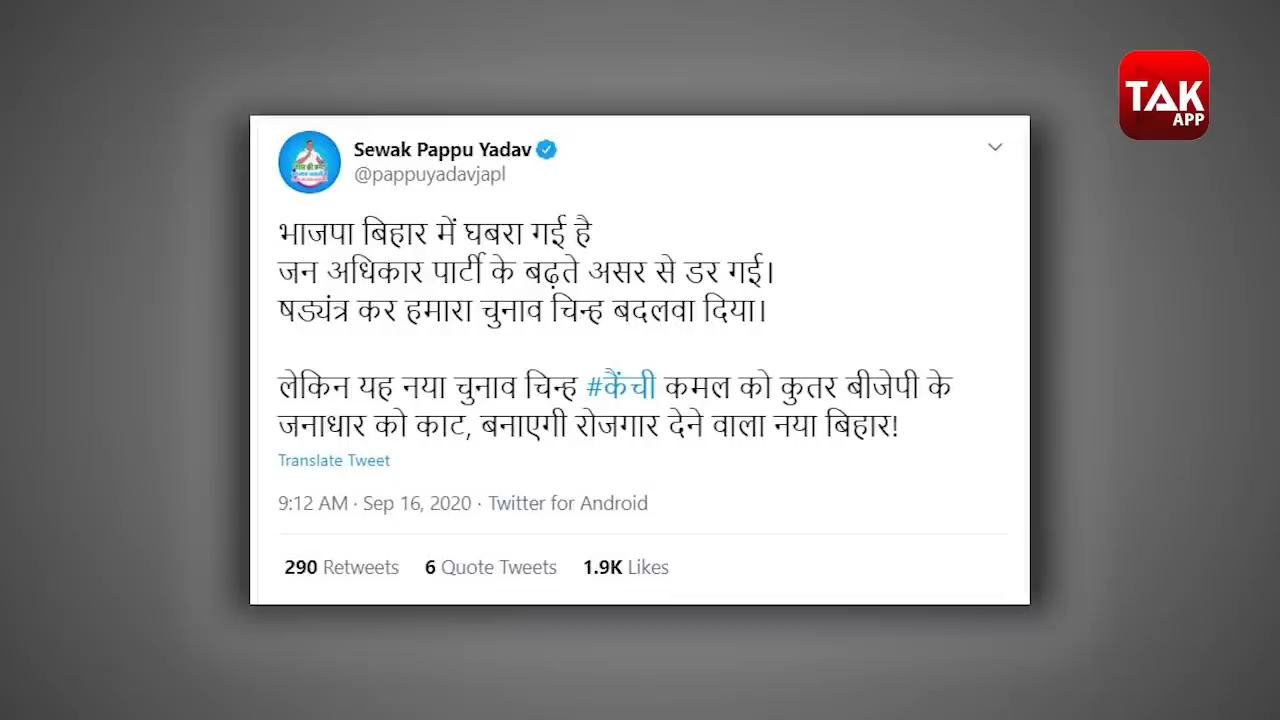 TAK
APP
Sewak Pappu Yadav
@pappuyadavjapl
भाजपा बिहार में घबरा गई है
जन अधिकार पार्टी के बढ़ते असर से डर गई।
षड्यंत्र कर हमारा चुनाव चिन्ह बदलवा दिया।
लेकिन यह नया चुनाव चिन्ह #कैंची कमल को कुतर बीजेपी के
जनाधार को काट, बनाएगी रोजगार देने वाला नया बिहार!
Translate Tweet
9:12 AM · Sep 16, 2020 · Twitter for Android
290 Retweets 6 Quote Tweets 1.9K Likes